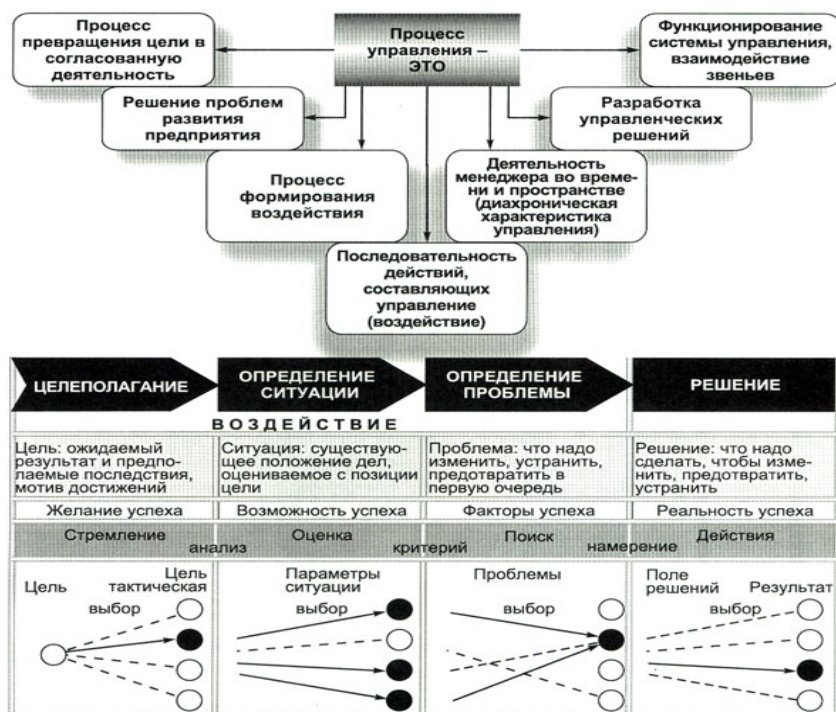 Процесс
превращения цели в
согласованную
деятельность
Процесс
управления –
ЭТО
Функционирование
системы управления,
взаимодействие
звеньев
Решение проблем
развития
предприятия
Разработка
управленческих
решений
Процесс
формирования
воздействия
Деятельность
менеджера во време-
ни и пространстве
(диахроническая
характеристика
управления)
Последовательность
действий,
составляющих
управление
(воздействие)
ЦЕЛЕПОЛАГАНИЕ
ОПРЕДЕЛЕНИЕ
СИТУАЦИИ
ОПРЕДЕЛЕНИЕ
ПРОБЛЕМЫ
РЕШЕНИЕ
ВОЗДЕЙСТВИЕ
Цель: ожидаемый
результат и предпо-
лаемые последствия,
мотив достижений
Ситуация: существую-
щее положение дел,
оцениваемое с позиции
цели
Проблема: что надо
изменить, устранить,
предотвратить в
первую очередь
Решение: что надо
сделать, чтобы изме-
нить, предотвратить,
устранить
Желание успеха
Возможность успеха
Факторы успеха
Реальность успеха
Стремление
анализ
Оценка
критерий
Поиск
намерение
Действия
Цель
Цель
тактическая
выбор
Параметры
ситуации
выбор
Проблемы
выбор
Поле
решений
Результат
выбор